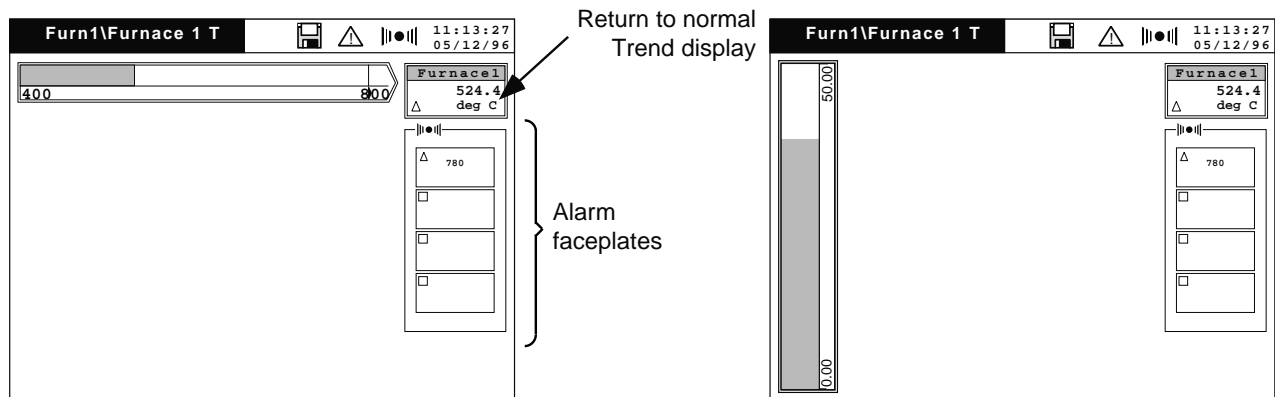 Furn1\Furnace 1 T
11:13:27
05/12/96
400
800
Furnace1
524.4
deg C
780
Return to normal
Trend display
Alarm
faceplates
Furn1\Furnace 1 T
11:13:27
05/12/96
50.00
0.00
Furnace1
524.4
deg C
780